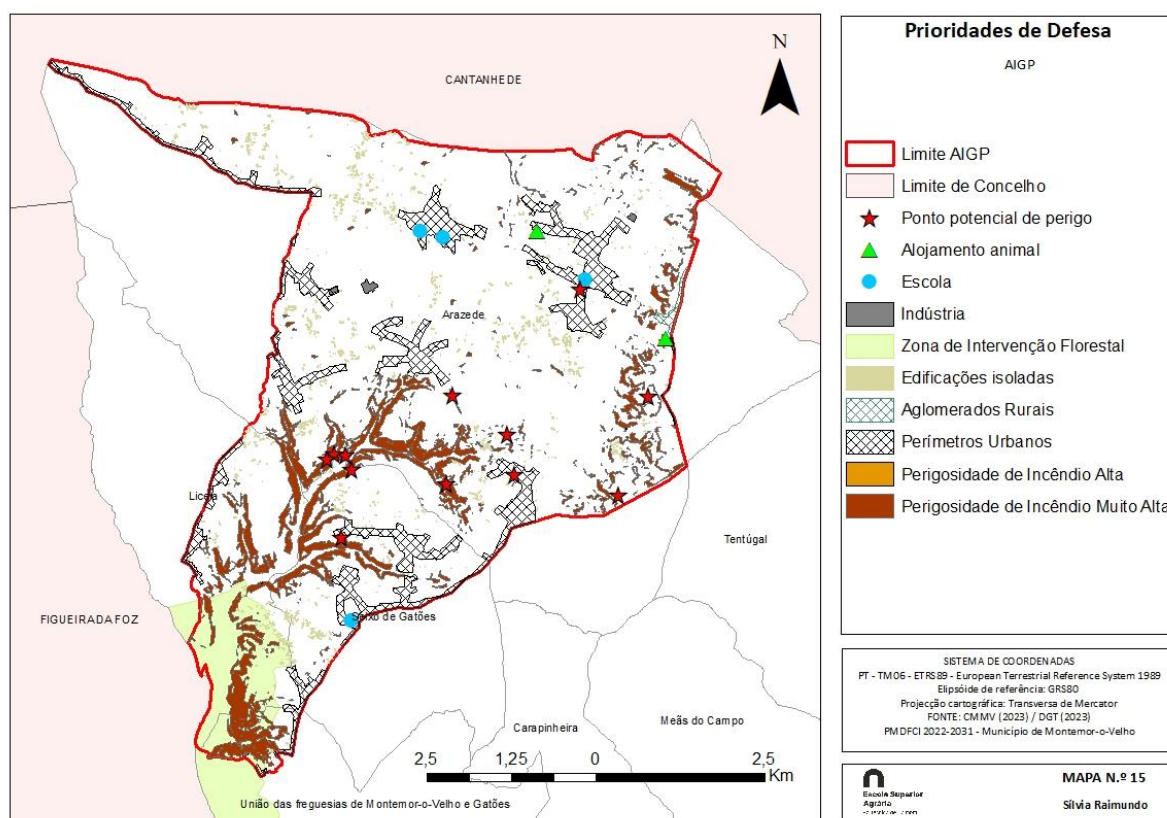 N
CANTANHEDE
Arazede
Liceia
Tentúgal
FIGUEIRADA FOZ
Seixo de Gatões
Carapinheira
Meãs do Campo
2,5 1,25 0 2,5
Km
União das freguesias de Montemor-o-Velho e Gatões
Prioridades de Defesa
AIGP
Limite AIGP
Limite de Concelho
Ponto potencial de perigo
Alojamento animal
Escola
Indústria
Zona de Intervenção Florestal
Edificações isoladas
Aglomerados Rurais
Perímetros Urbanos
Perigosidade de Incêndio Alta
Perigosidade de Incêndio Muito Alta
SISTEMA DE COORDENADAS
PT - TM06 - ETRS89 - European Terrestrial Reference System 1989
Elipsóide de referência: GRS80
Projecção cartográfica: Transversa de Mercator
FONTE: CMMV (2023) / DGT (2023)
PMDFCI 2022-2031 - Município de Montemor-o-Velho
Escola Superior
Agrária
MAPA N.º 15
Sílvia Raimundo